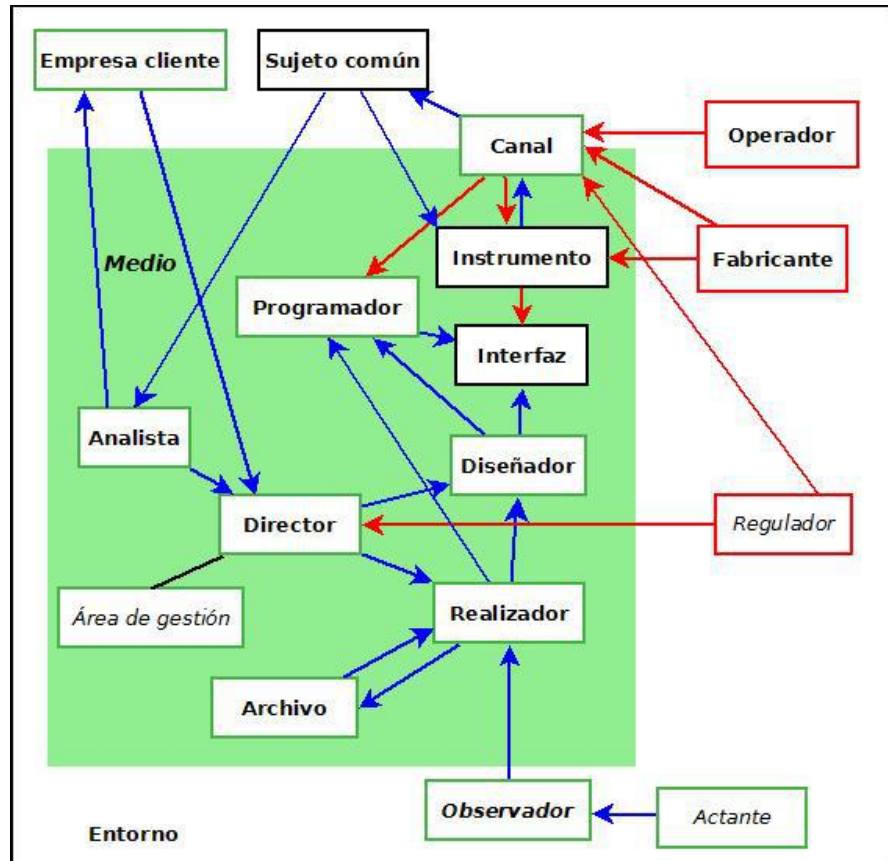 Empresa cliente
Sujeto común
Canal
Operador
Medio
Instrumento
Fabricante
Programador
Interfaz
Analista
Diseñador
Director
Regulador
Área de gestión
Realizador
Archivo
Observador
Actante
Entorno